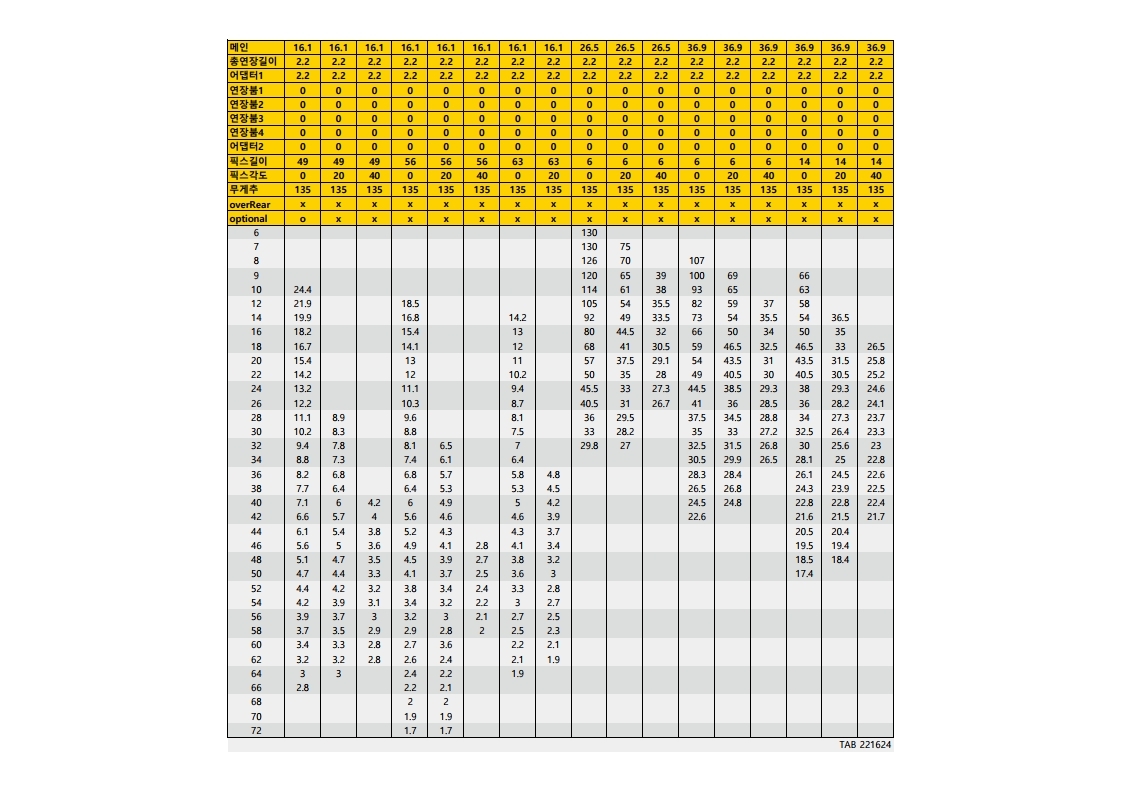 메인 16.1 16.1 16.1 16.1 16.1 16.1 16.1 16.1 26.5 26.5 26.5 36.9 36.9 36.9 36.9 36.9 36.9
총연장길이 2.2 2.2 2.2 2.2 2.2 2.2 2.2 2.2 2.2 2.2 2.2 2.2 2.2 2.2 2.2 2.2 2.2
어댑터1 2.2 2.2 2.2 2.2 2.2 2.2 2.2 2.2 2.2 2.2 2.2 2.2 2.2 2.2 2.2 2.2 2.2
연장붐1 0 0 0 0 0 0 0 0 0 0 0 0 0 0 0 0 0
연장붐2 0 0 0 0 0 0 0 0 0 0 0 0 0 0 0 0 0
연장붐3 0 0 0 0 0 0 0 0 0 0 0 0 0 0 0 0 0
연장붐4 0 0 0 0 0 0 0 0 0 0 0 0 0 0 0 0 0
어댑터2 0 0 0 0 0 0 0 0 0 0 0 0 0 0 0 0 0
픽스길이 49 49 49 56 56 56 63 63 6 6 6 6 6 6 14 14 14
픽스각도 0 20 40 0 20 40 0 20 0 20 40 0 20 40 0 20 40
무게추 135 135 135 135 135 135 135 135 135 135 135 135 135 135 135 135 135
overRear x x x x x x x x x x x x x x x x x
optional o x x x x x x x x x x x x x x x x
6 130
7 130 75
8 126 70 107
9 120 65 39 100 69 66
10 24.4 114 61 38 93 65 63
12 21.9 18.5 105 54 35.5 82 59 37 58
14 19.9 16.8 14.2 92 49 33.5 73 54 35.5 54 36.5
16 18.2 15.4 13 80 44.5 32 66 50 34 50 35
18 16.7 14.1 12 68 41 30.5 59 46.5 32.5 46.5 33 26.5
20 15.4 13 11 57 37.5 29.1 54 43.5 31 43.5 31.5 25.8
22 14.2 12 10.2 50 35 28 49 40.5 30 40.5 30.5 25.2
24 13.2 11.1 9.4 45.5 33 27.3 44.5 38.5 29.3 38 29.3 24.6
26 12.2 10.3 8.7 40.5 31 26.7 41 36 28.5 36 28.2 24.1
28 11.1 8.9 9.6 8.1 36 29.5 37.5 34.5 28.8 34 27.3 23.7
30 10.2 8.3 8.8 7.5 33 28.2 35 33 27.2 32.5 26.4 23.3
32 9.4 7.8 8.1 6.5 7 29.8 27 32.5 31.5 26.8 30 25.6 23
34 8.8 7.3 7.4 6.1 6.4 30.5 29.9 26.5 28.1 25 22.8
36 8.2 6.8 6.8 5.7 5.8 4.8 28.3 28.4 26.1 24.5 22.6
38 7.7 6.4 6.4 5.3 5.3 4.5 26.5 26.8 24.3 23.9 22.5
40 7.1 6 4.2 6 4.9 5 4.2 24.5 24.8 22.8 22.8 22.4
42 6.6 5.7 4 5.6 4.6 4.6 3.9 22.6 21.6 21.5 21.7
44 6.1 5.4 3.8 5.2 4.3 4.3 3.7 20.5 20.4
46 5.6 5 3.6 4.9 4.1 2.8 4.1 3.4 19.5 19.4
48 5.1 4.7 3.5 4.5 3.9 2.7 3.8 3.2 18.5 18.4
50 4.7 4.4 3.3 4.1 3.7 2.5 3.6 3 17.4
52 4.4 4.2 3.2 3.8 3.4 2.4 3.3 2.8
54 4.2 3.9 3.1 3.4 3.2 2.2 3 2.7
56 3.9 3.7 3 3.2 3 2.1 2.7 2.5
58 3.7 3.5 2.9 2.9 2.8 2 2.5 2.3
60 3.4 3.3 2.8 2.7 3.6 2.2 2.1
62 3.2 3.2 2.8 2.6 2.4 2.1 1.9
64 3 3 2.4 2.2 1.9
66 2.8 2.2 2.1
68 2 2
70 1.9 1.9
72 1.7 1.7
TAB 221624